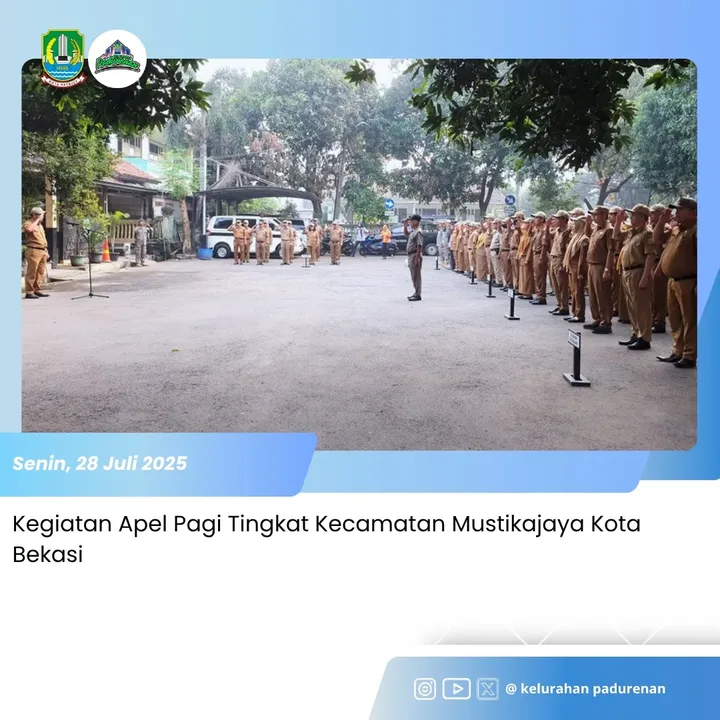 Senin, 28 Juli 2025
Kegiatan Apel Pagi Tingkat Kecamatan Mustikajaya Kota
Bekasi
@ kelurahan padurenan